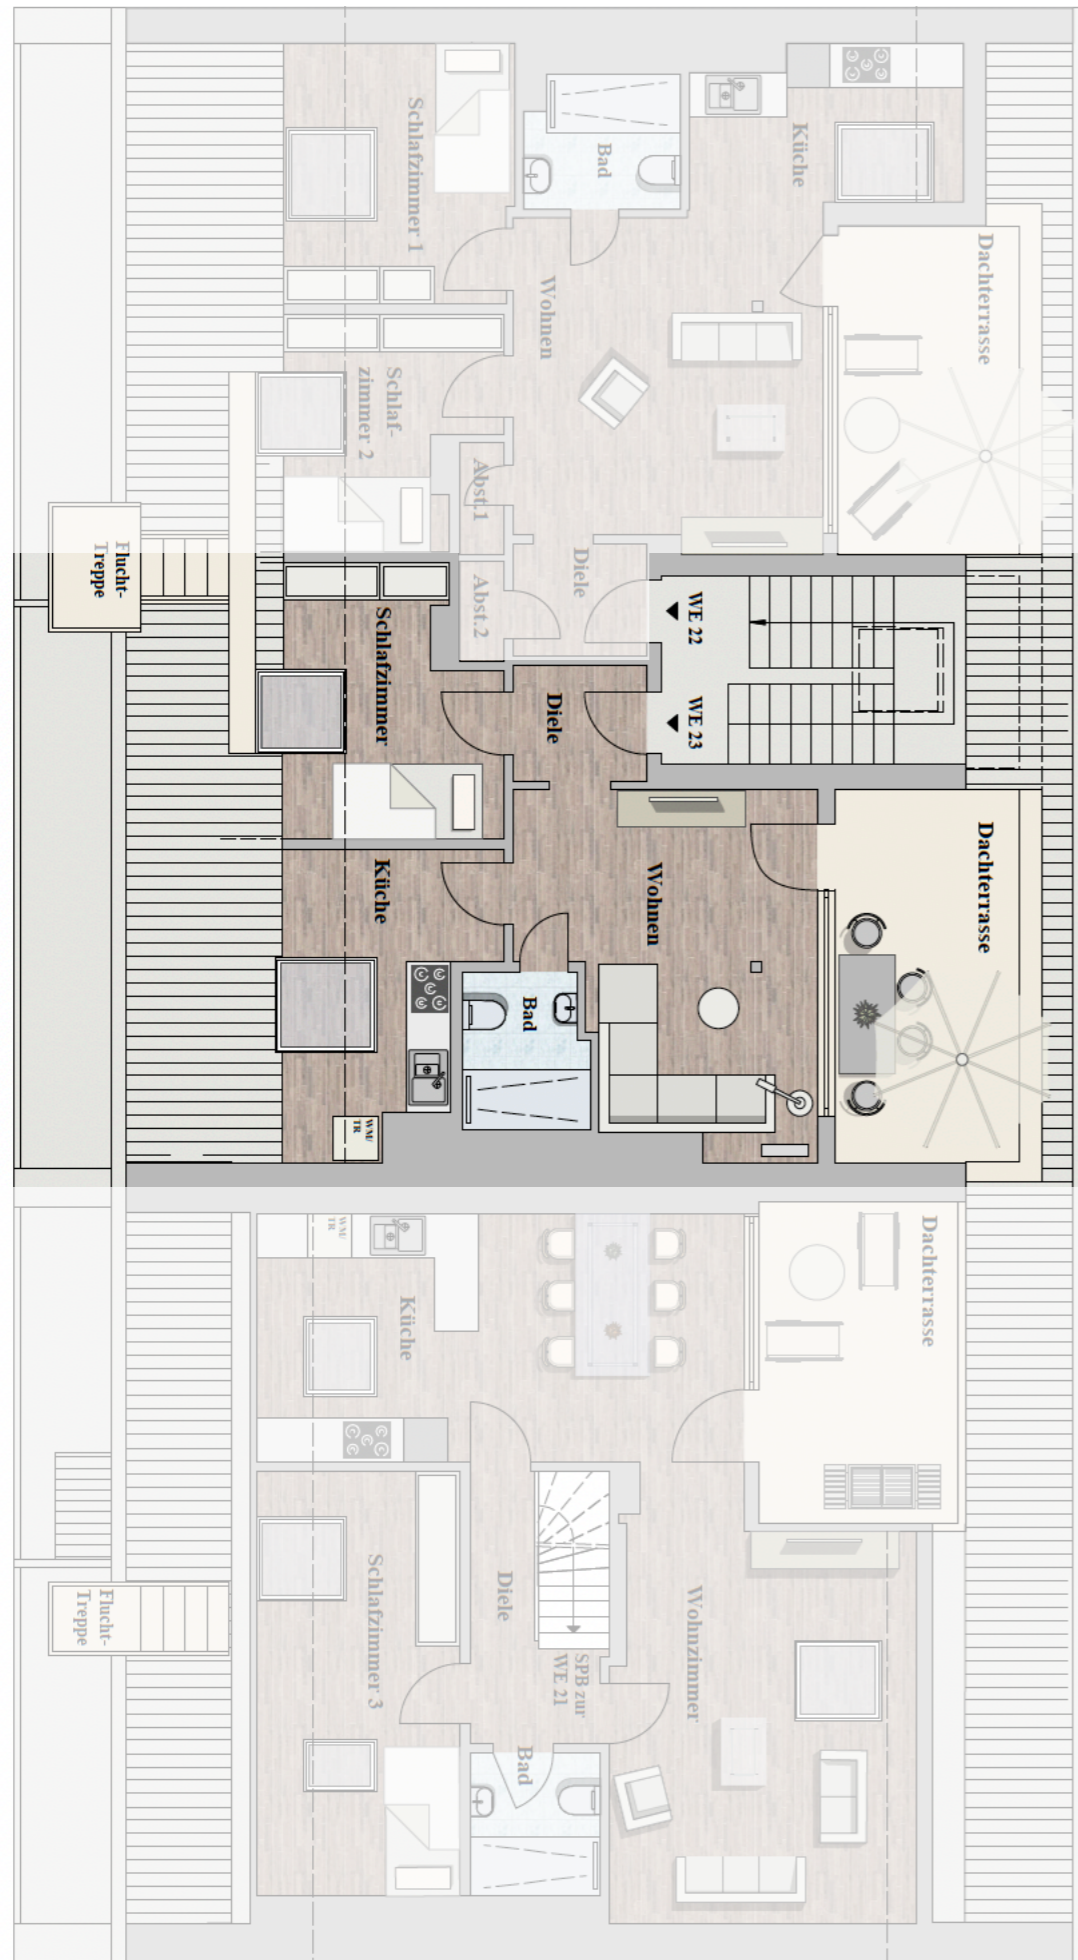 Schlafzimmer 1
Bad
Küche
Wohnen
Dachterrasse
Schlaf-
zimmer 2
Abst.1
Abst.2
Diele
Flucht-
Treppe
WE 22
WE 23
Schlafzimmer
Diele
Dachterrasse
Küche
Wohnen
Bad
WM/
TR
WM/
TR
Küche
Dachterrasse
Schlafzimmer 3
Diele
SPB zur
WE 21
Wohnzimmer
Flucht-
Treppe
Bad